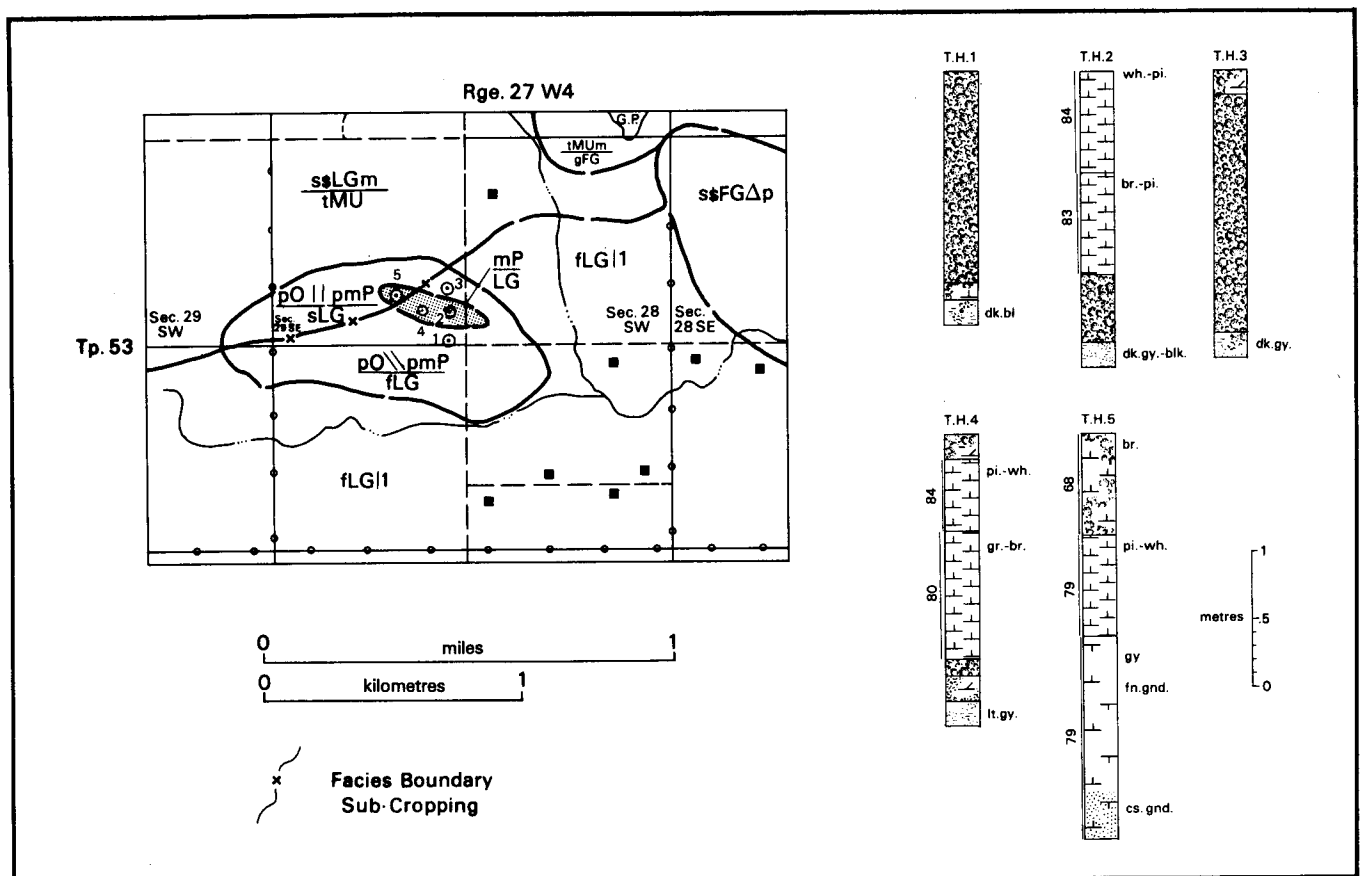 Rge. 27 W4
G.P.
tMUm
gFG
s$LGm
tMU
s$FGΔp
mP
LG
fLG|1
5
3
pO || pmP
sLG
2
4
1
Sec. 29
SW
Sec.
29 SE
Sec. 28
SW
Sec.
28 SE
Tp. 53
pO \\ pmP
fLG
fLG|1
0
miles
1
0
kilometres
1
Facies Boundary
Sub-Cropping
T.H.1
dk.bl
T.H.2
84
wh.-pi.
83
br.-pi.
dk.gy.-blk.
T.H.3
dk.gy.
T.H.4
84
pi.-wh.
80
gr.-br.
lt.gy.
T.H.5
br.
68
79
pi.-wh.
gy
fn.gnd.
79
cs.gnd.
metres
1
.5
0